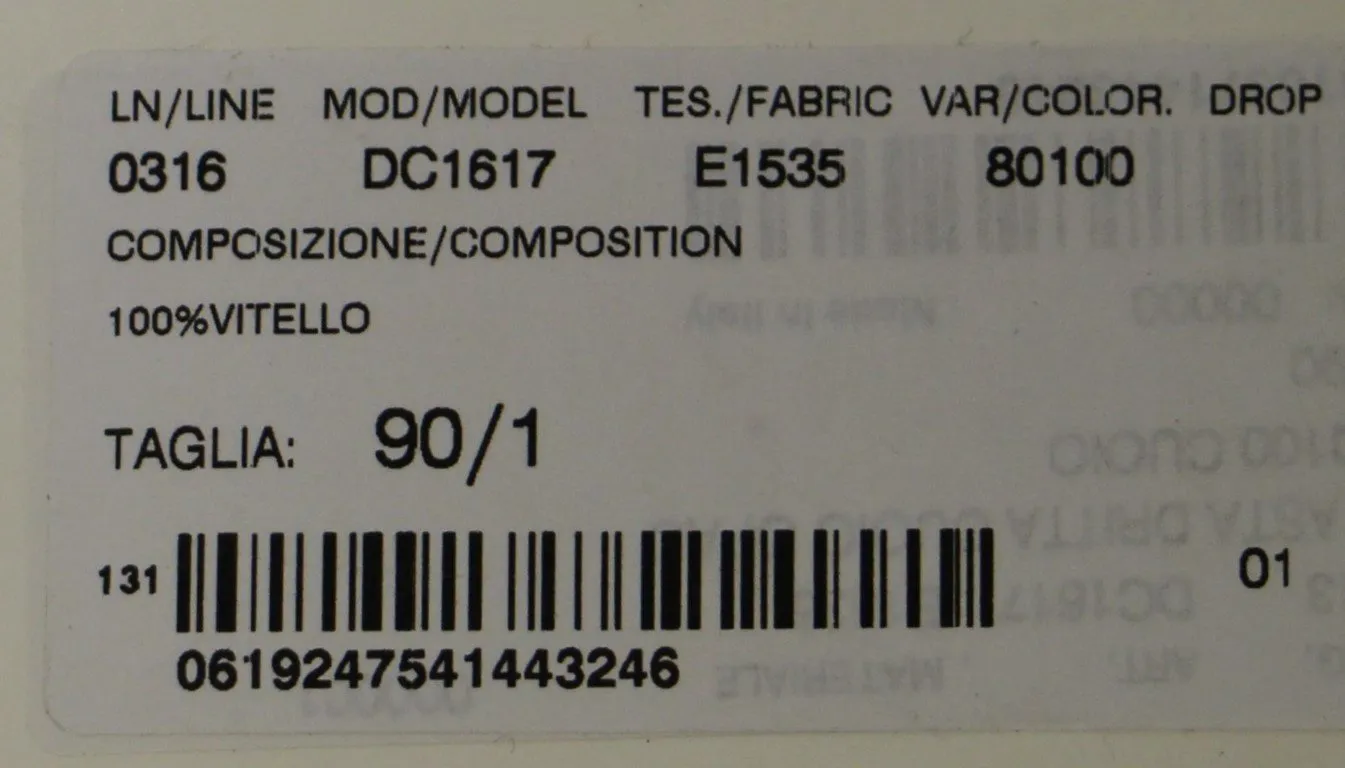 LN/LINE MOD/MODEL TES./FABRIC VAR/COLOR. DROP
0316 DC1617 E1535 80100
COMPOSIZIONE/COMPOSITION
100%VITELLO
TAGLIA: 90/1
131
01
0619247541443246